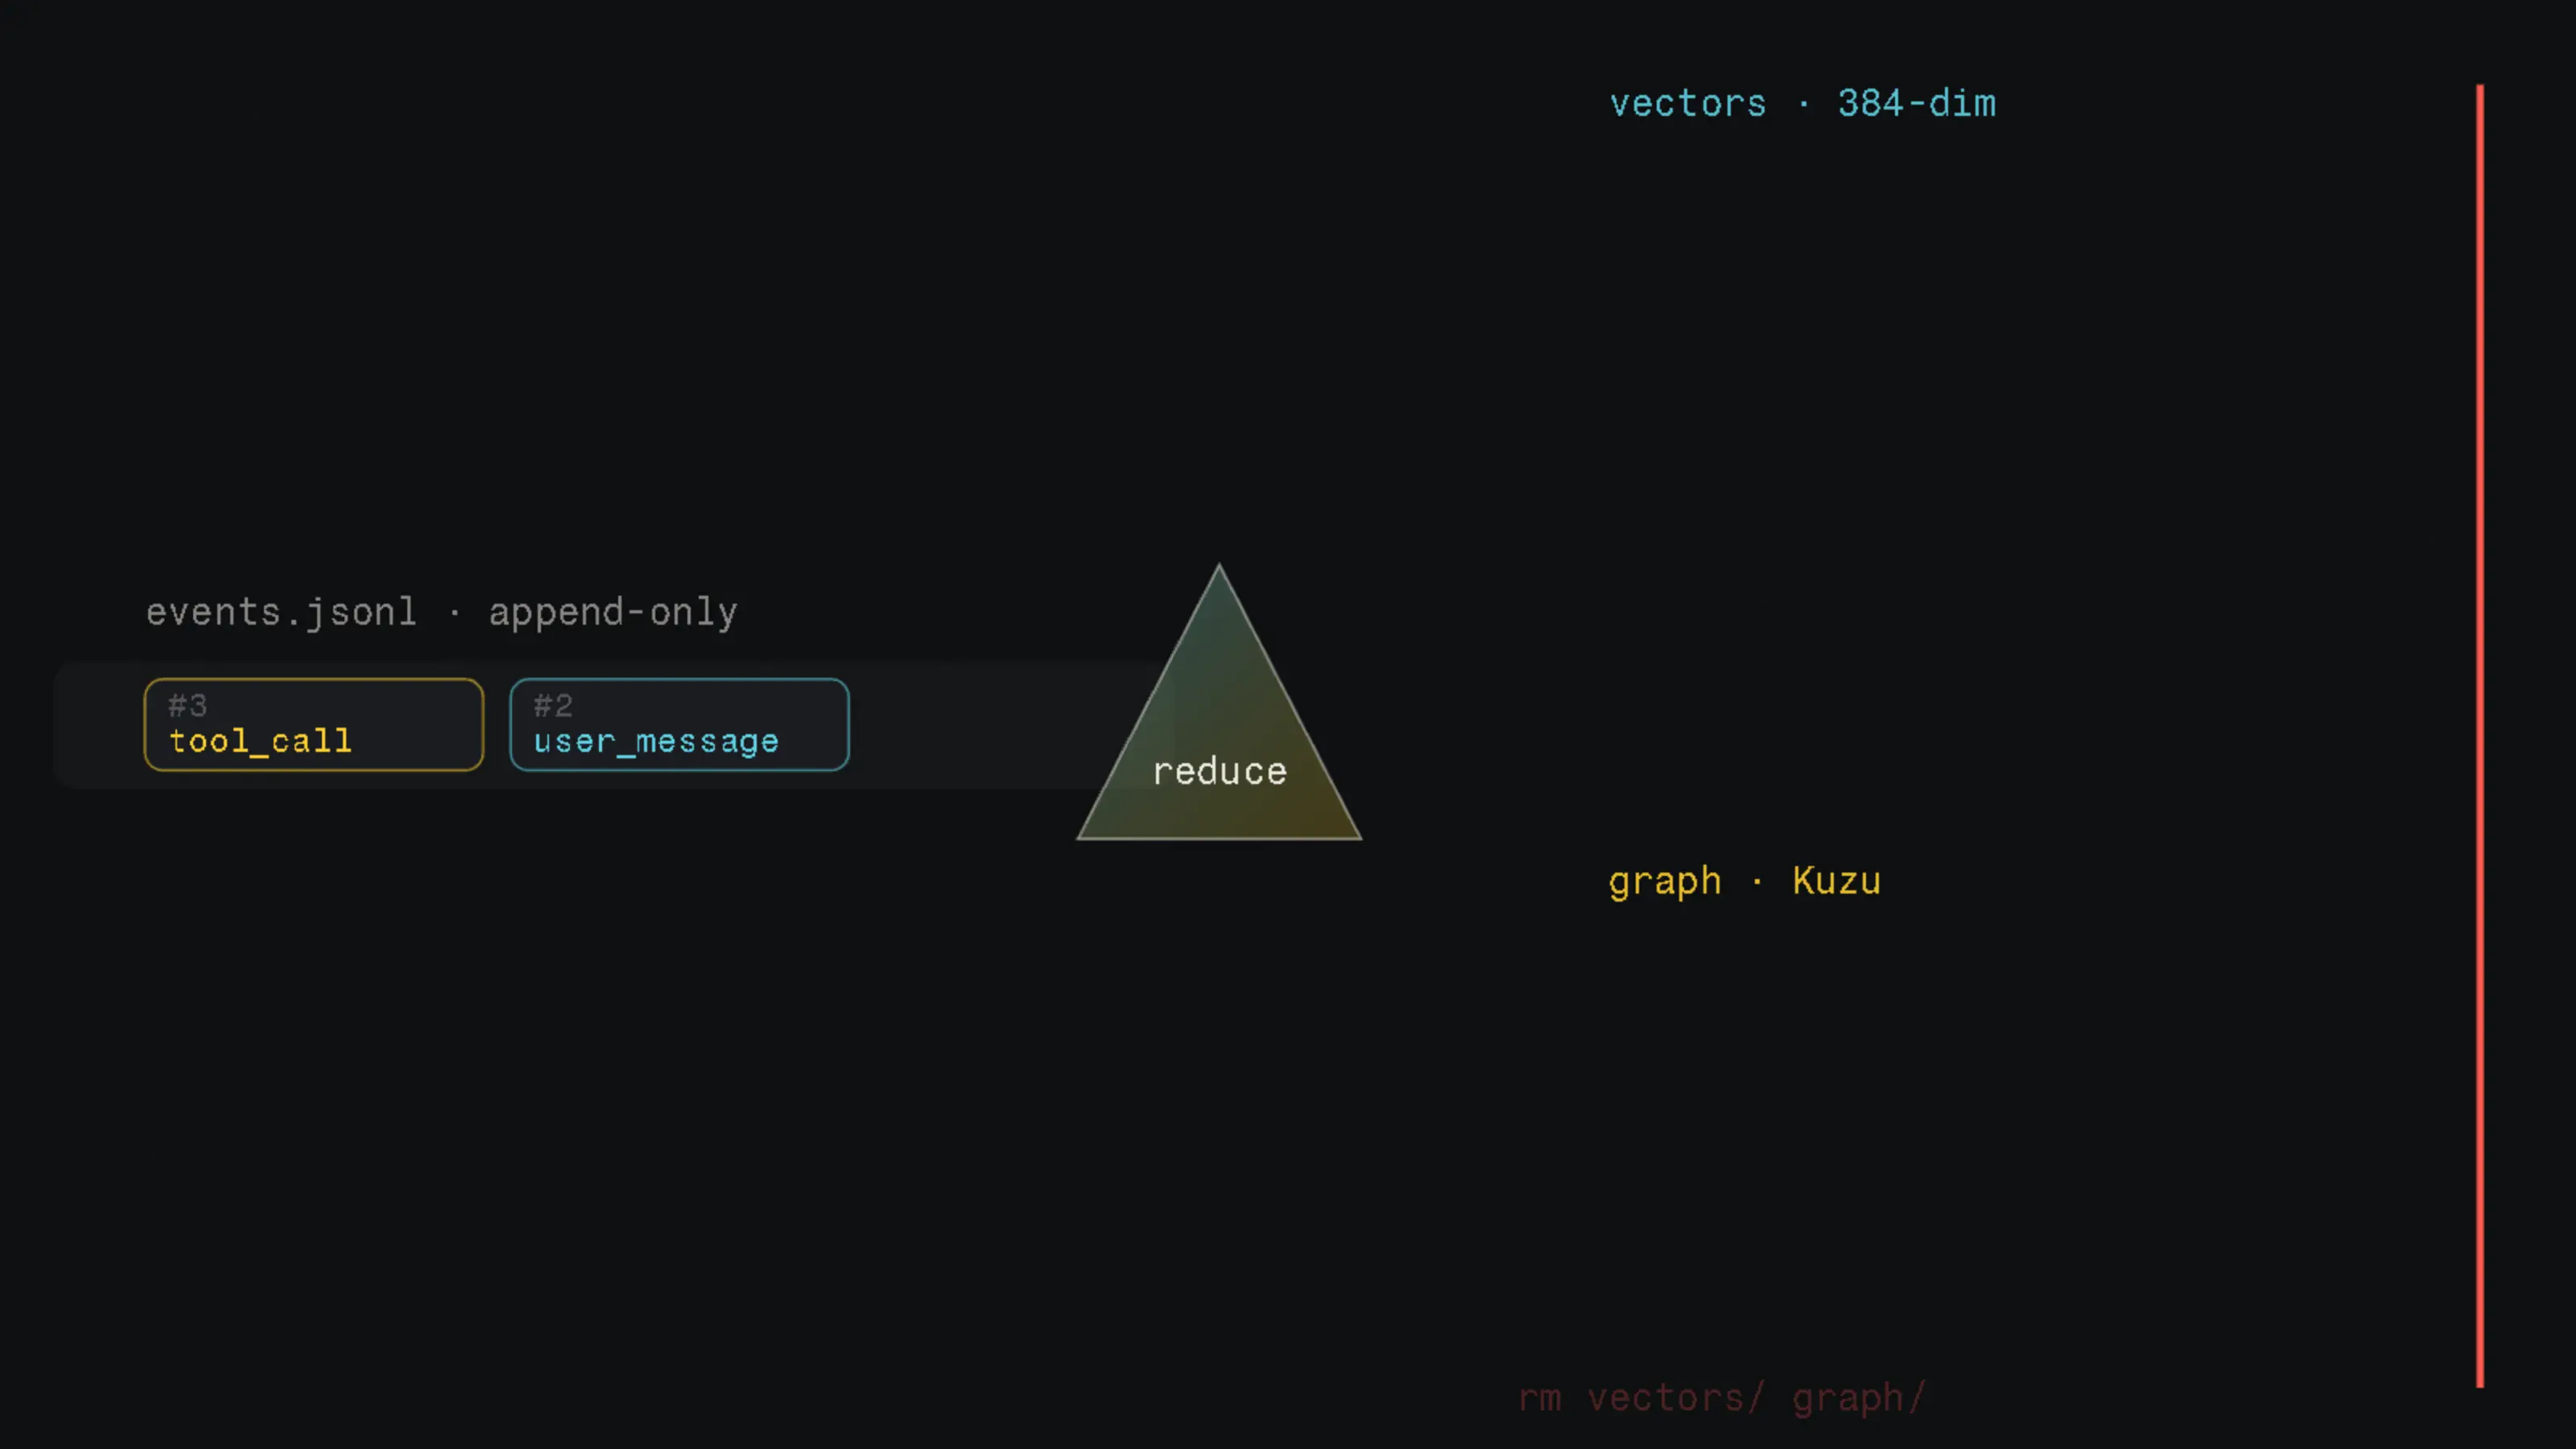 vectors · 384-dim
events.jsonl · append-only
#3
tool_call
#2
user_message
reduce
graph · Kuzu
rm vectors/ graph/